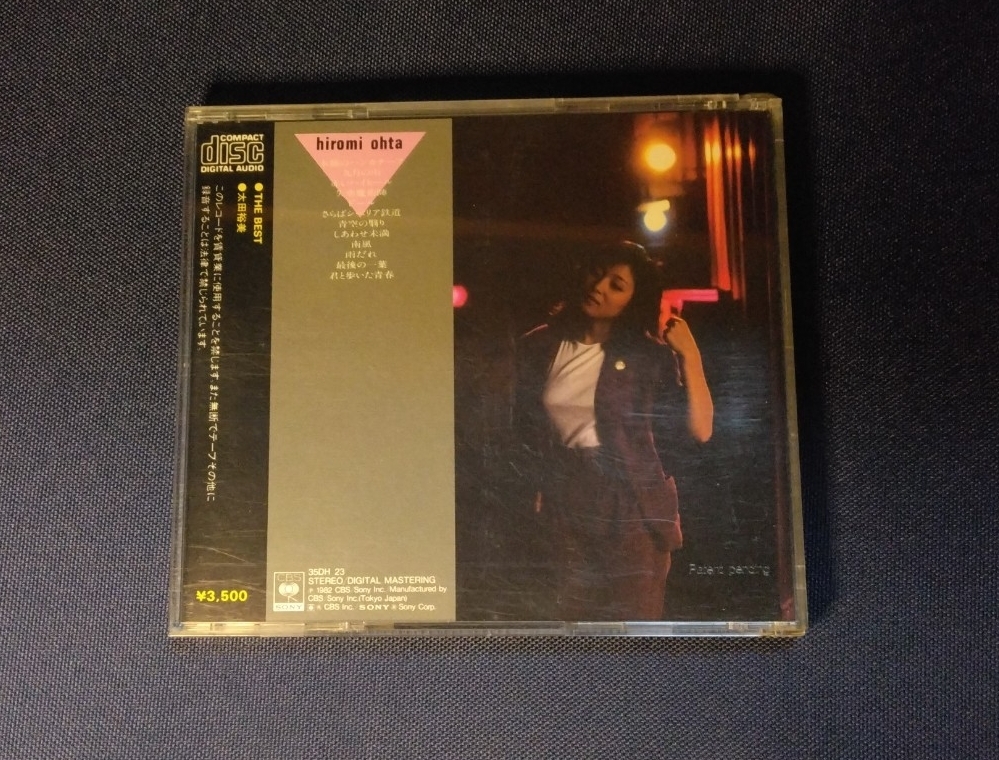 COMPACT
disc
DIGITAL AUDIO
●THE BEST
●太田裕美
このレコードを賃貸業に使用することを禁じます。また無断でテープその他に
録音することは法律で禁じられています。
¥3,500
hiromi ohta
さらばシベリア鉄道
青空の翳り
しあわせ未満
南風
雨だれ
最後の一葉
君と歩いた青春
CBS
SONY
35DH 23
STEREO/DIGITAL MASTERING
℗ 1982 CBS/Sony Inc. Manufactured by
CBS/Sony Inc.(Tokyo Japan)
CBS Inc. SONY ® Sony Corp.
Patent pending